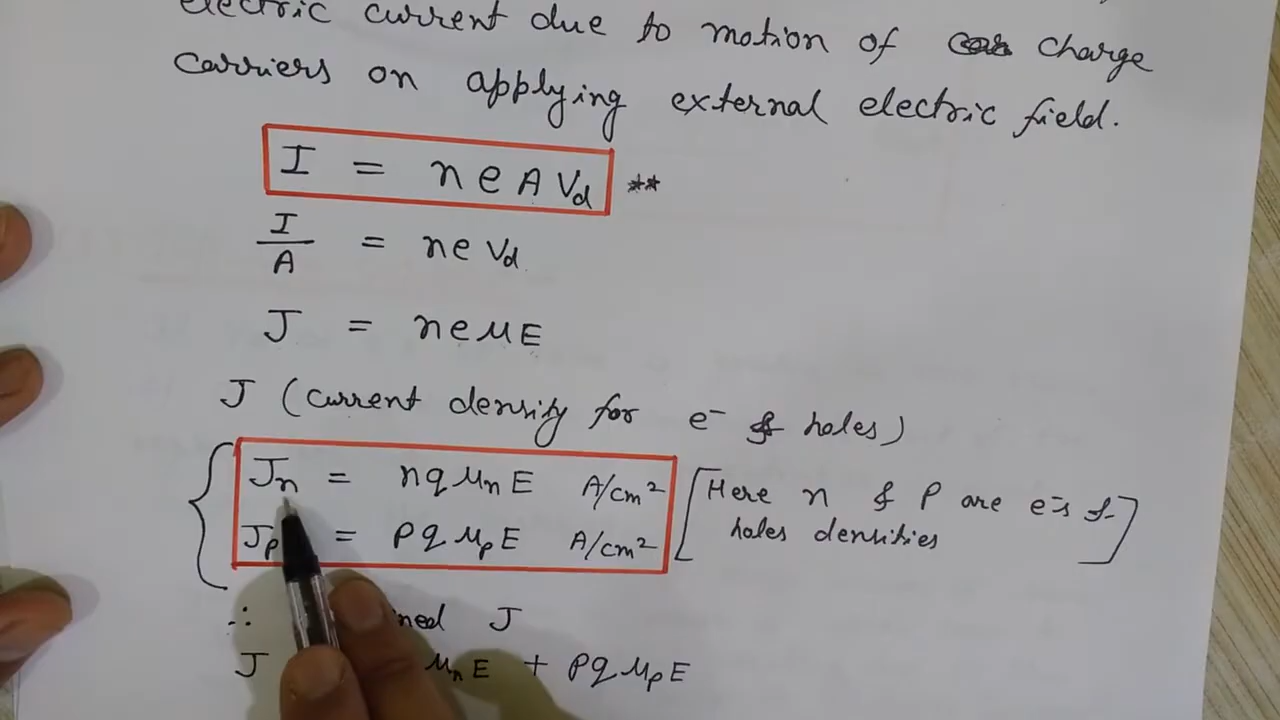 electric current due to motion of charge
carriers on applying external electric field.
I = neAVd **
I/A = neVd
J = neμE
J (current density for e⁻ & holes)
Jn = nqμnE A/cm²
Jp = pqμpE A/cm²
[Here n & P are e⁻s &
holes densities]
∴ J
J μnE + pqμpE